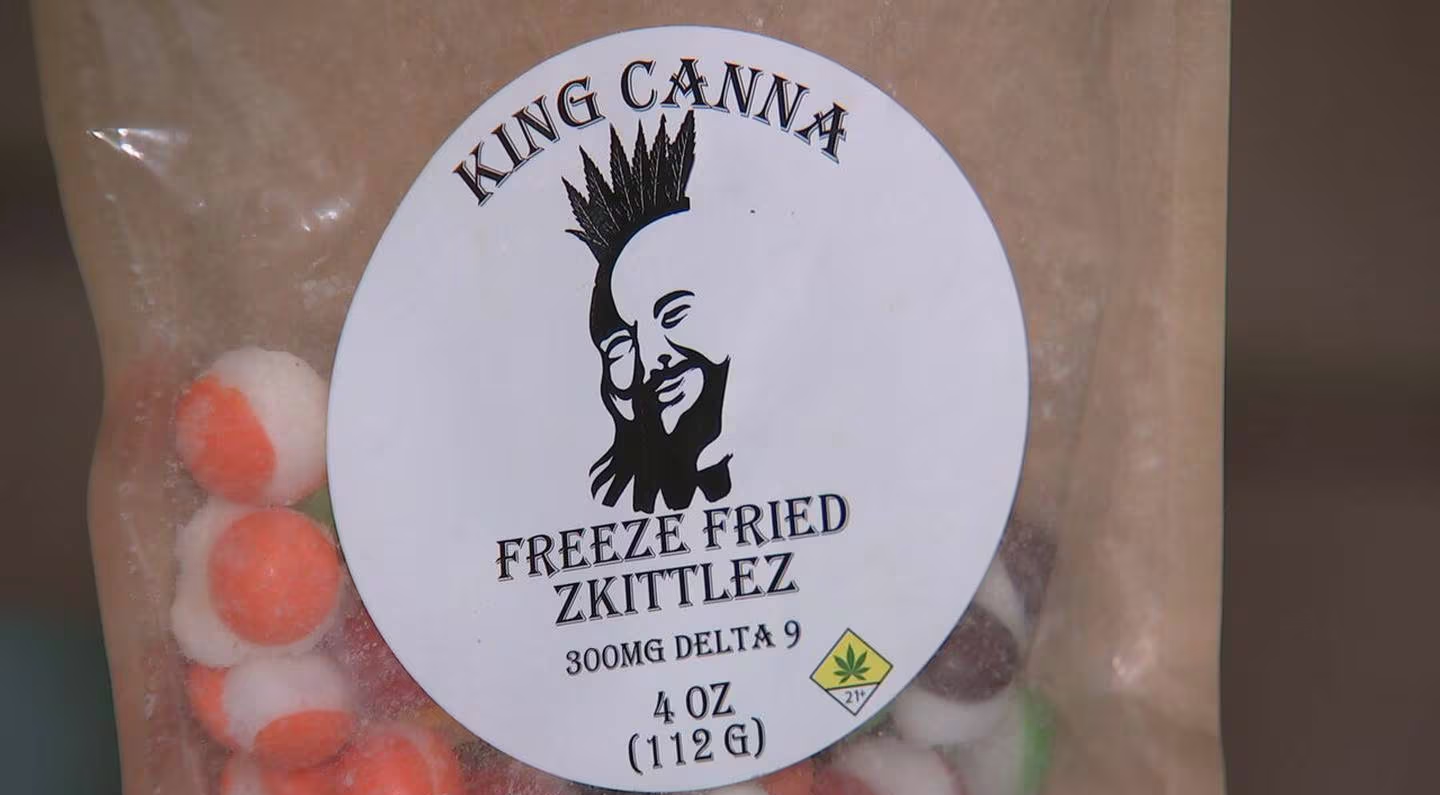 KING CANNA
FREEZE FRIED
ZKITTLEZ
300MG DELTA 9
21+
4 OZ
(112 G)